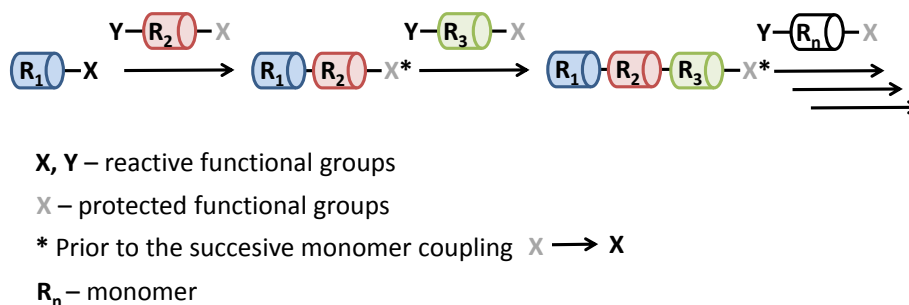 Y R2 X Y R3 X Y Rn X
R1 X R1 R2 X* R1 R2 R3 X*
X, Y – reactive functional groups
X – protected functional groups
* Prior to the succesive monomer coupling X X
Rn – monomer